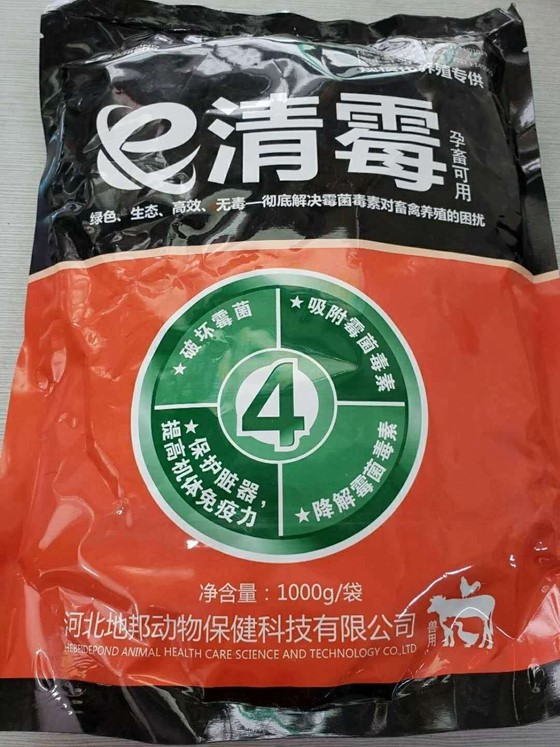 养殖专供
e清霉
孕畜可用
绿色、生态、高效、无毒—彻底解决霉菌毒素对畜禽养殖的困扰
★破坏霉菌
★吸附霉菌毒素
4
★保护脏器，
提高机体免疫力
★降解霉菌毒素
净含量：1000g/袋
河北地邦动物保健科技有限公司
HEBEIDEPOND ANIMAL HEALTH CARE SCIENCE AND TECHNOLOGY CO.,LTD
兽用